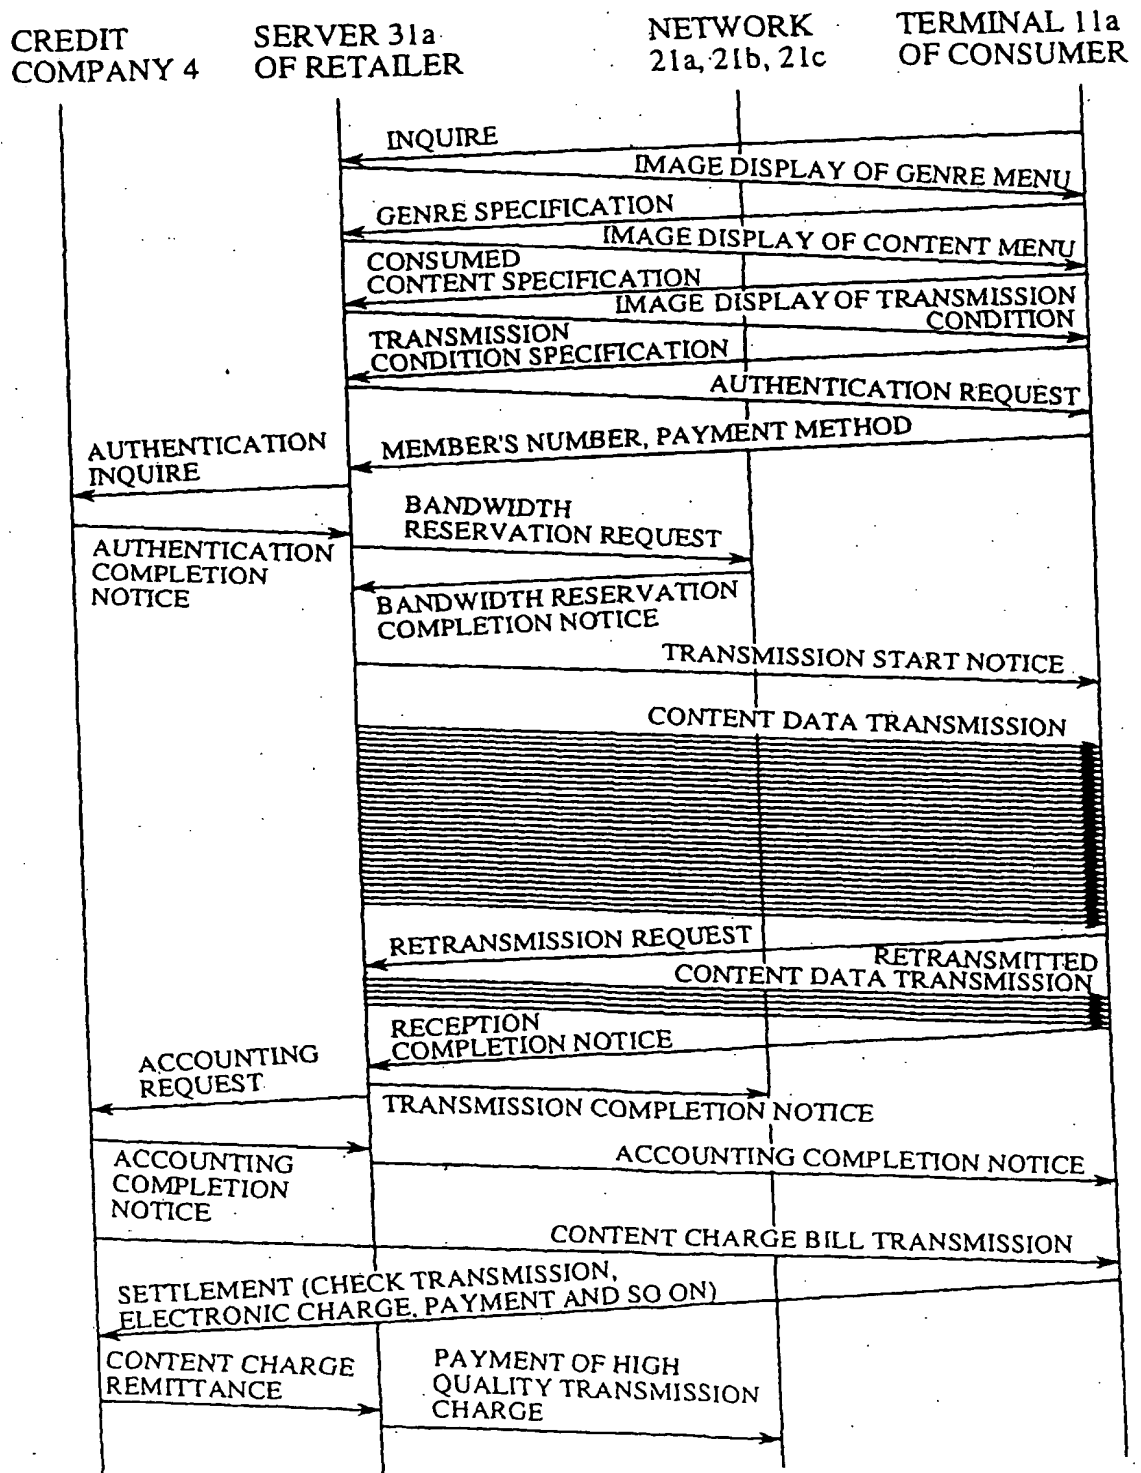 CREDIT
COMPANY 4
SERVER 31a
OF RETAILER
NETWORK
21a, 21b, 21c
TERMINAL 11a
OF CONSUMER
INQUIRE
IMAGE DISPLAY OF GENRE MENU
GENRE SPECIFICATION
IMAGE DISPLAY OF CONTENT MENU
CONSUMED
CONTENT SPECIFICATION
IMAGE DISPLAY OF TRANSMISSION
CONDITION
TRANSMISSION
CONDITION SPECIFICATION
AUTHENTICATION REQUEST
MEMBER'S NUMBER, PAYMENT METHOD
AUTHENTICATION
INQUIRE
BANDWIDTH
RESERVATION REQUEST
AUTHENTICATION
COMPLETION
NOTICE
BANDWIDTH RESERVATION
COMPLETION NOTICE
TRANSMISSION START NOTICE
CONTENT DATA TRANSMISSION
RETRANSMISSION REQUEST
RETRANSMITTED
CONTENT DATA TRANSMISSION
RECEPTION
COMPLETION NOTICE
ACCOUNTING
REQUEST
TRANSMISSION COMPLETION NOTICE
ACCOUNTING
COMPLETION
NOTICE
ACCOUNTING COMPLETION NOTICE
CONTENT CHARGE BILL TRANSMISSION
SETTLEMENT (CHECK TRANSMISSION,
ELECTRONIC CHARGE, PAYMENT AND SO ON)
CONTENT CHARGE
REMITTANCE
PAYMENT OF HIGH
QUALITY TRANSMISSION
CHARGE